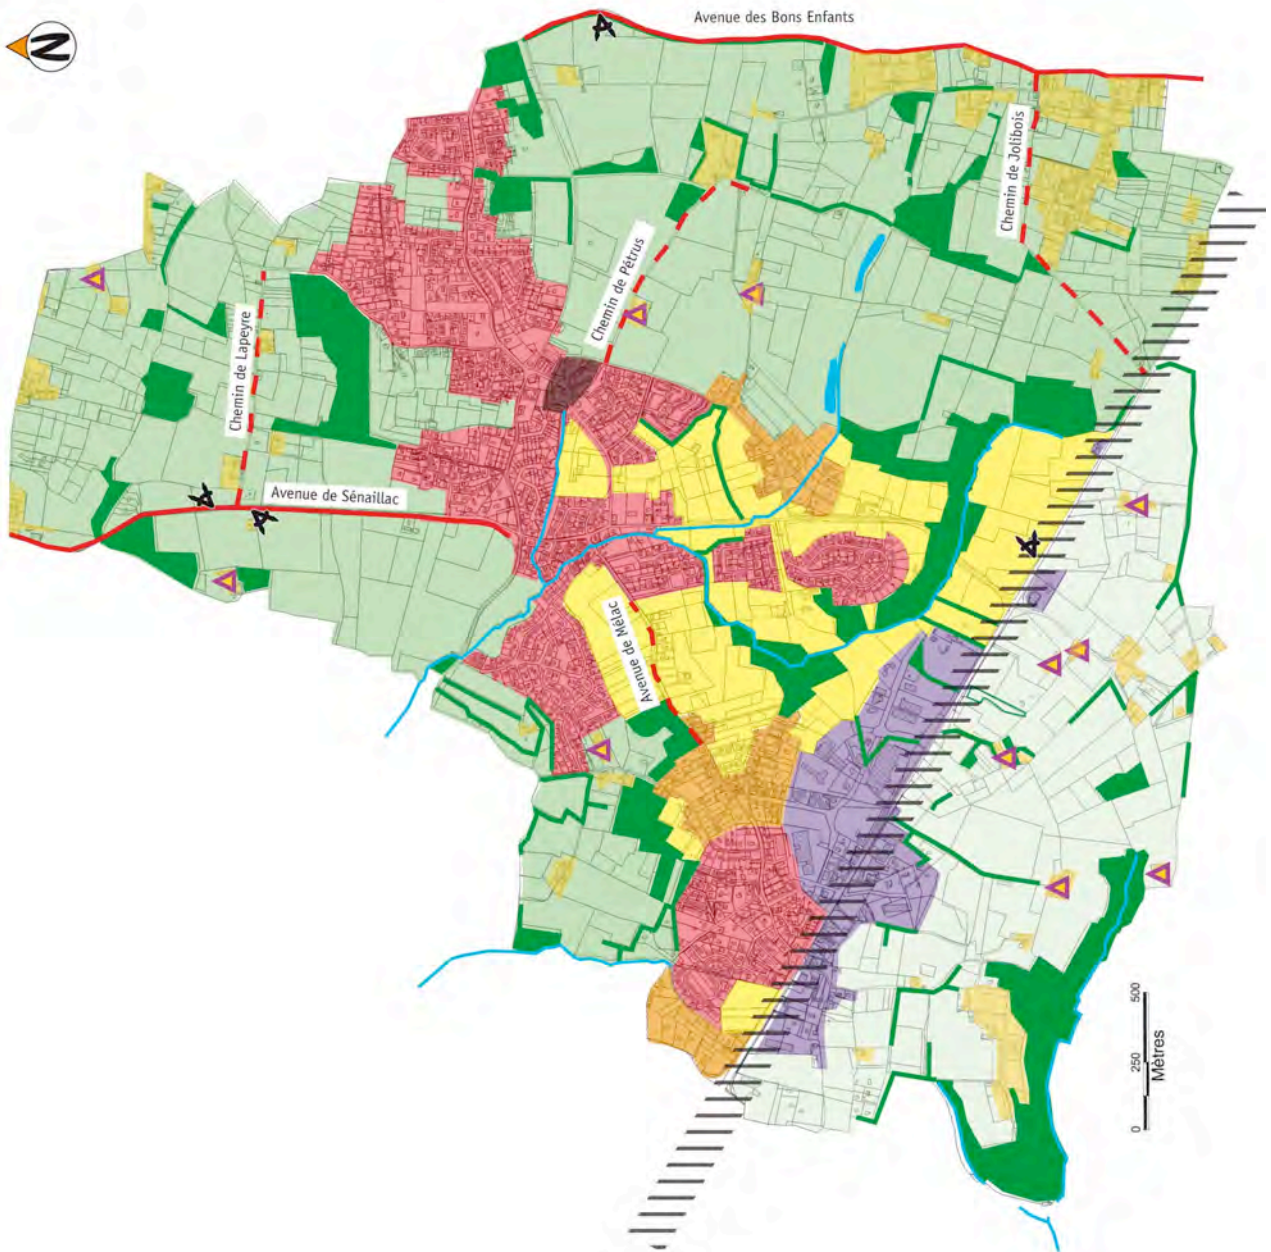 Avenue des Bons Enfants
N
Chemin de Jolibois
Chemin de Pétrus
Chemin de Lapeyre
Avenue de Sénaillac
Avenue de Mélac
0 250 500
Mètres